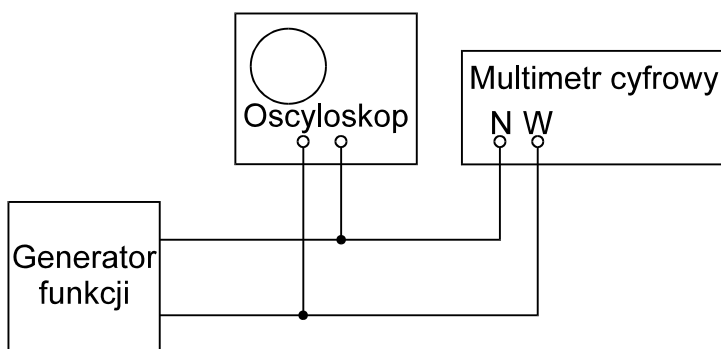 Oscyloskop
Multimetr cyfrowy
N W
Generator
funkcji